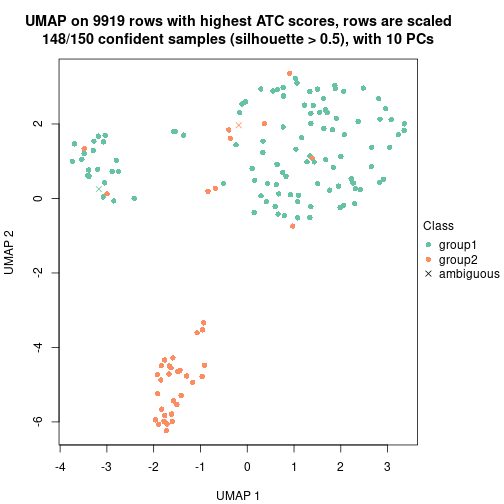 UMAP on 9919 rows with highest ATC scores, rows are scaled
148/150 confident samples (silhouette > 0.5), with 10 PCs
UMAP 2
2
0
-2
-4
-6
-4
-3
-2
-1
0
1
2
3
UMAP 1
Class
group1
group2
ambiguous